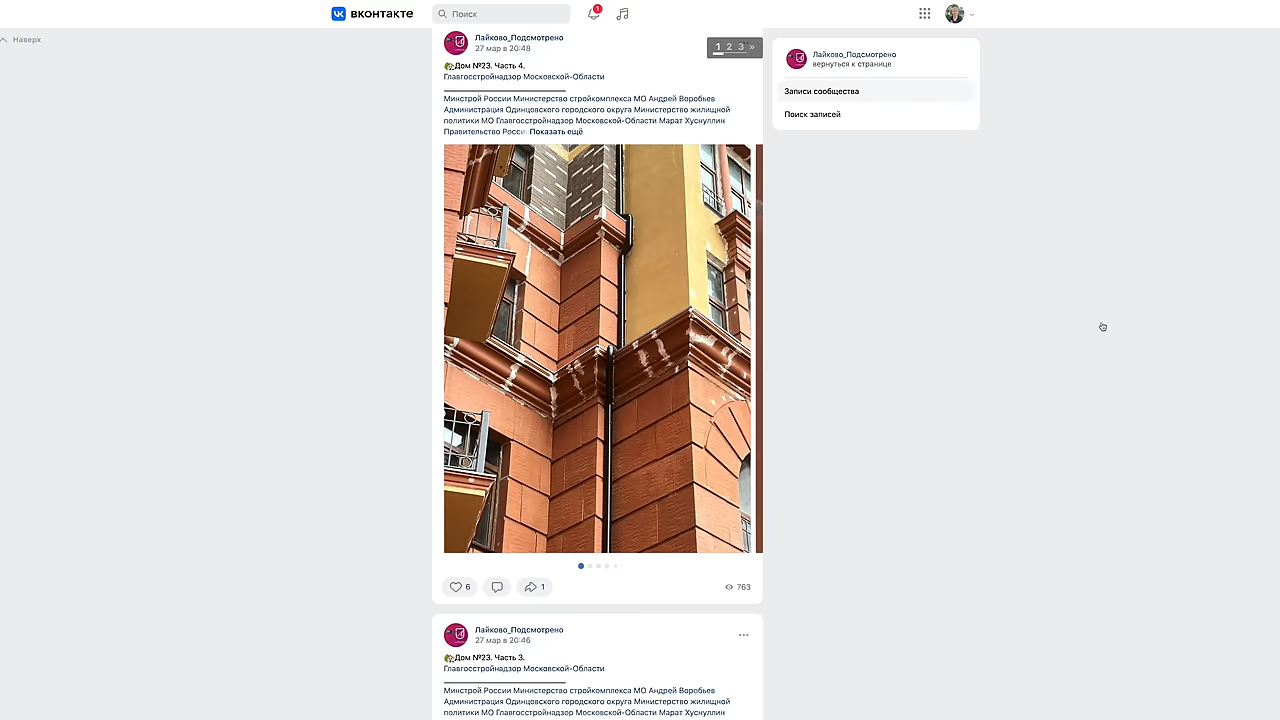 вконтакте
Поиск
1
Наверх
Лайково_Подсмотрено
27 мар в 20:48
1 2 3 »
Дом №23. Часть 4.
Главгосстройнадзор Московской-Области
Минстрой России Министерство стройкомплекса МО Андрей Воробьев
Администрация Одинцовского городского округа Министерство жилищной
политики МО Главгосстройнадзор Московской-Области Марат Хуснуллин
Правительство Росси Показать ещё
6
1
763
Лайково_Подсмотрено
27 мар в 20:46
Дом №23. Часть 3.
Главгосстройнадзор Московской-Области
Минстрой России Министерство стройкомплекса МО Андрей Воробьев
Администрация Одинцовского городского округа Министерство жилищной
политики МО Главгосстройнадзор Московской-Области Марат Хуснуллин
Лайково_Подсмотрено
вернуться к странице
Записи сообщества
Поиск записей